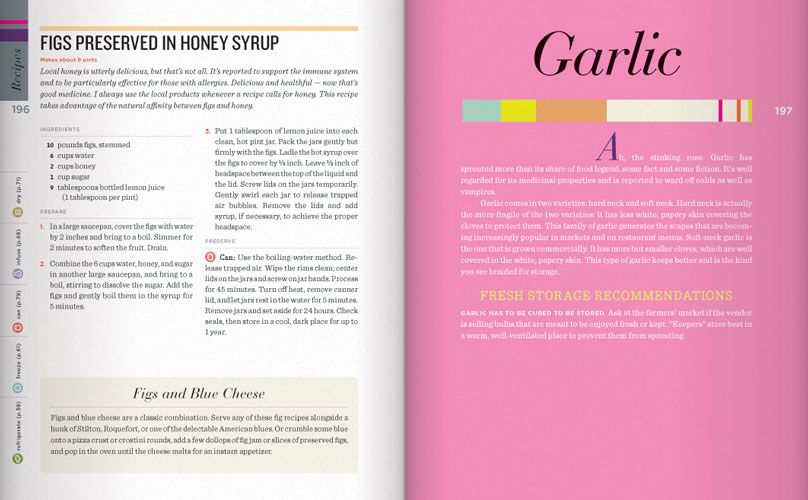 Recipes
196
dry (p.71)
infuse (p.68)
can (p.79)
freeze (p.61)
refrigerate (p.59)
FIGS PRESERVED IN HONEY SYRUP
Makes about 9 pints
Local honey is utterly delicious, but that's not all. It's reported to support the immune system
and to be particularly effective for those with allergies. Delicious and healthful — now that's
good medicine. I always use the local products whenever a recipe calls for honey. This recipe
takes advantage of the natural affinity between figs and honey.
INGREDIENTS
10 pounds figs, stemmed
6 cups water
2 cups honey
1 cup sugar
9 tablespoons bottled lemon juice
(1 tablespoon per pint)
PREPARE
1. In a large saucepan, cover the figs with water
by 2 inches and bring to a boil. Simmer for
2 minutes to soften the fruit. Drain.
2. Combine the 6 cups water, honey, and sugar
in another large saucepan, and bring to a
boil, stirring to dissolve the sugar. Add the
figs and gently boil them in the syrup for
5 minutes.
3. Put 1 tablespoon of lemon juice into each
clean, hot pint jar. Pack the jars gently but
firmly with the figs. Ladle the hot syrup over
the figs to cover by ½ inch. Leave ½ inch of
headspace between the top of the liquid and
the lid. Screw lids on the jars temporarily.
Gently swirl each jar to release trapped
air bubbles. Remove the lids and add
syrup, if necessary, to achieve the proper
headspace.
PRESERVE
Can: Use the boiling-water method. Re-
lease trapped air. Wipe the rims clean; center
lids on the jars and screw on jar bands. Process
for 45 minutes. Turn off heat, remove canner
lid, and let jars rest in the water for 5 minutes.
Remove jars and set aside for 24 hours. Check
seals, then store in a cool, dark place for up to
1 year.
Figs and Blue Cheese
Figs and blue cheese are a classic combination. Serve any of these fig recipes alongside a
hunk of Stilton, Roquefort, or one of the delectable American blues. Or crumble some blue
onto a pizza crust or crostini rounds, add a few dollops of fig jam or slices of preserved figs,
and pop in the oven until the cheese melts for an instant appetizer.
Garlic
197
Ah, the stinking rose. Garlic has
sprouted more than its share of food legend, some fact and some fiction. It's well
regarded for its medicinal properties and is reported to ward off colds as well as
vampires.
Garlic comes in two varieties: hard neck and soft neck. Hard neck is actually
the more fragile of the two varieties: it has less white, papery skin covering the
cloves to protect them. This family of garlic generates the scapes that are becom-
ing increasingly popular in markets and on restaurant menus. Soft-neck garlic is
the one that is grown commercially. It has more but smaller cloves, which are well
covered in the white, papery skin. This type of garlic keeps better and is the kind
you see braided for storage.
FRESH STORAGE RECOMMENDATIONS
GARLIC HAS TO BE CURED TO BE STORED. Ask at the farmers' market if the vendor
is selling bulbs that are meant to be enjoyed fresh or kept. "Keepers" store best in
a warm, well-ventilated place to prevent them from sprouting.